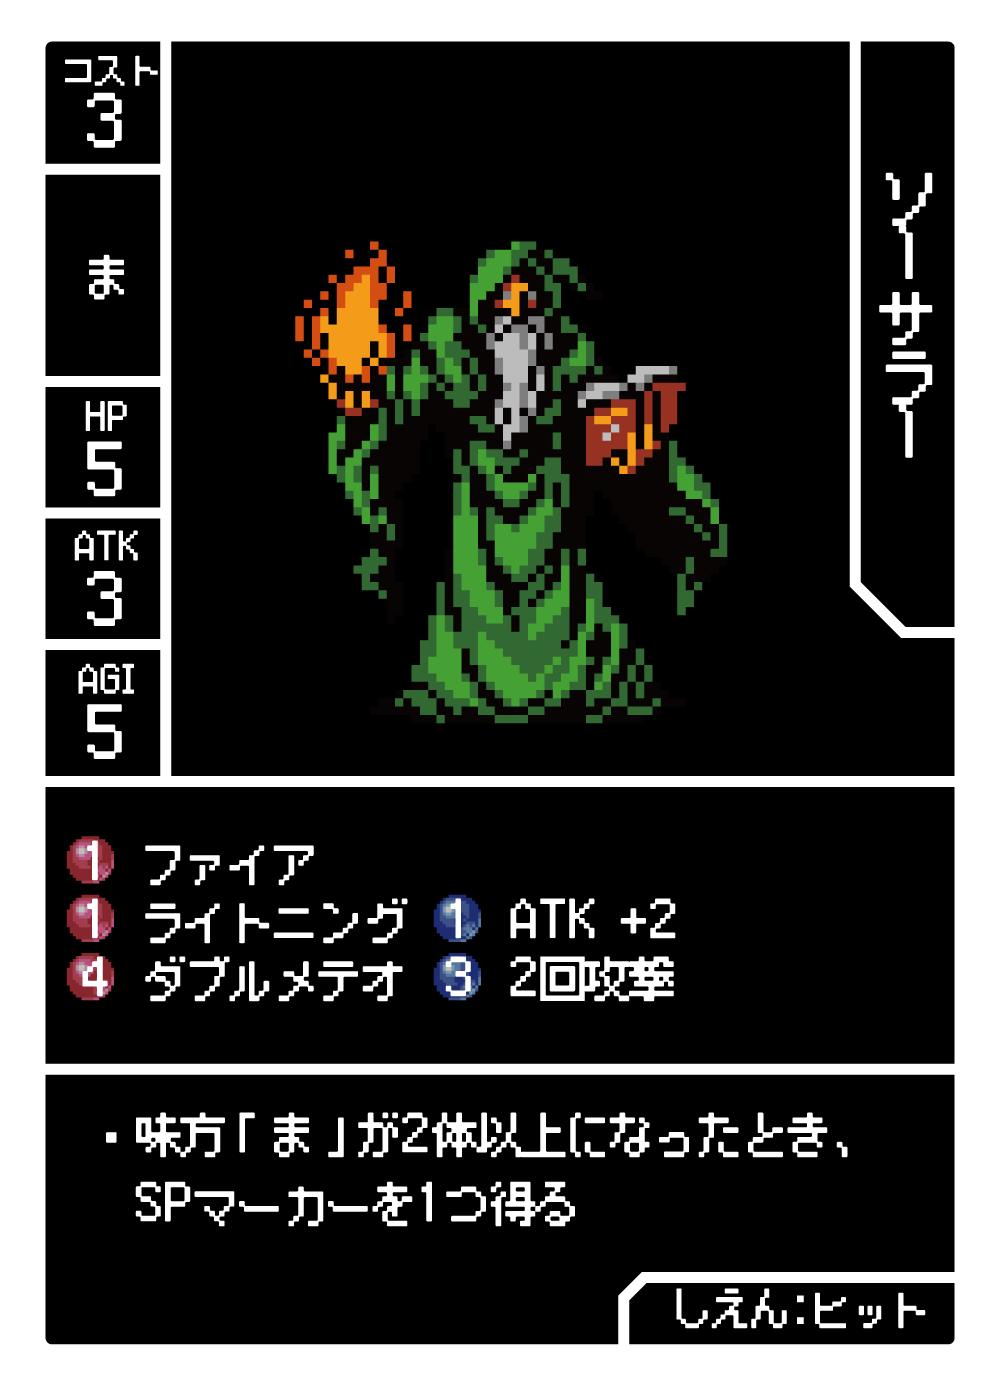 コスト
3
ま
HP
5
ATK
3
AGI
5
ソーサラー
1 ファイア
1 ライトニング 1 ATK +2
4 ダブルメテオ 3 2回攻撃
・味方「ま」が2体以上になったとき、
SPマーカーを1つ得る
しえん:ヒット